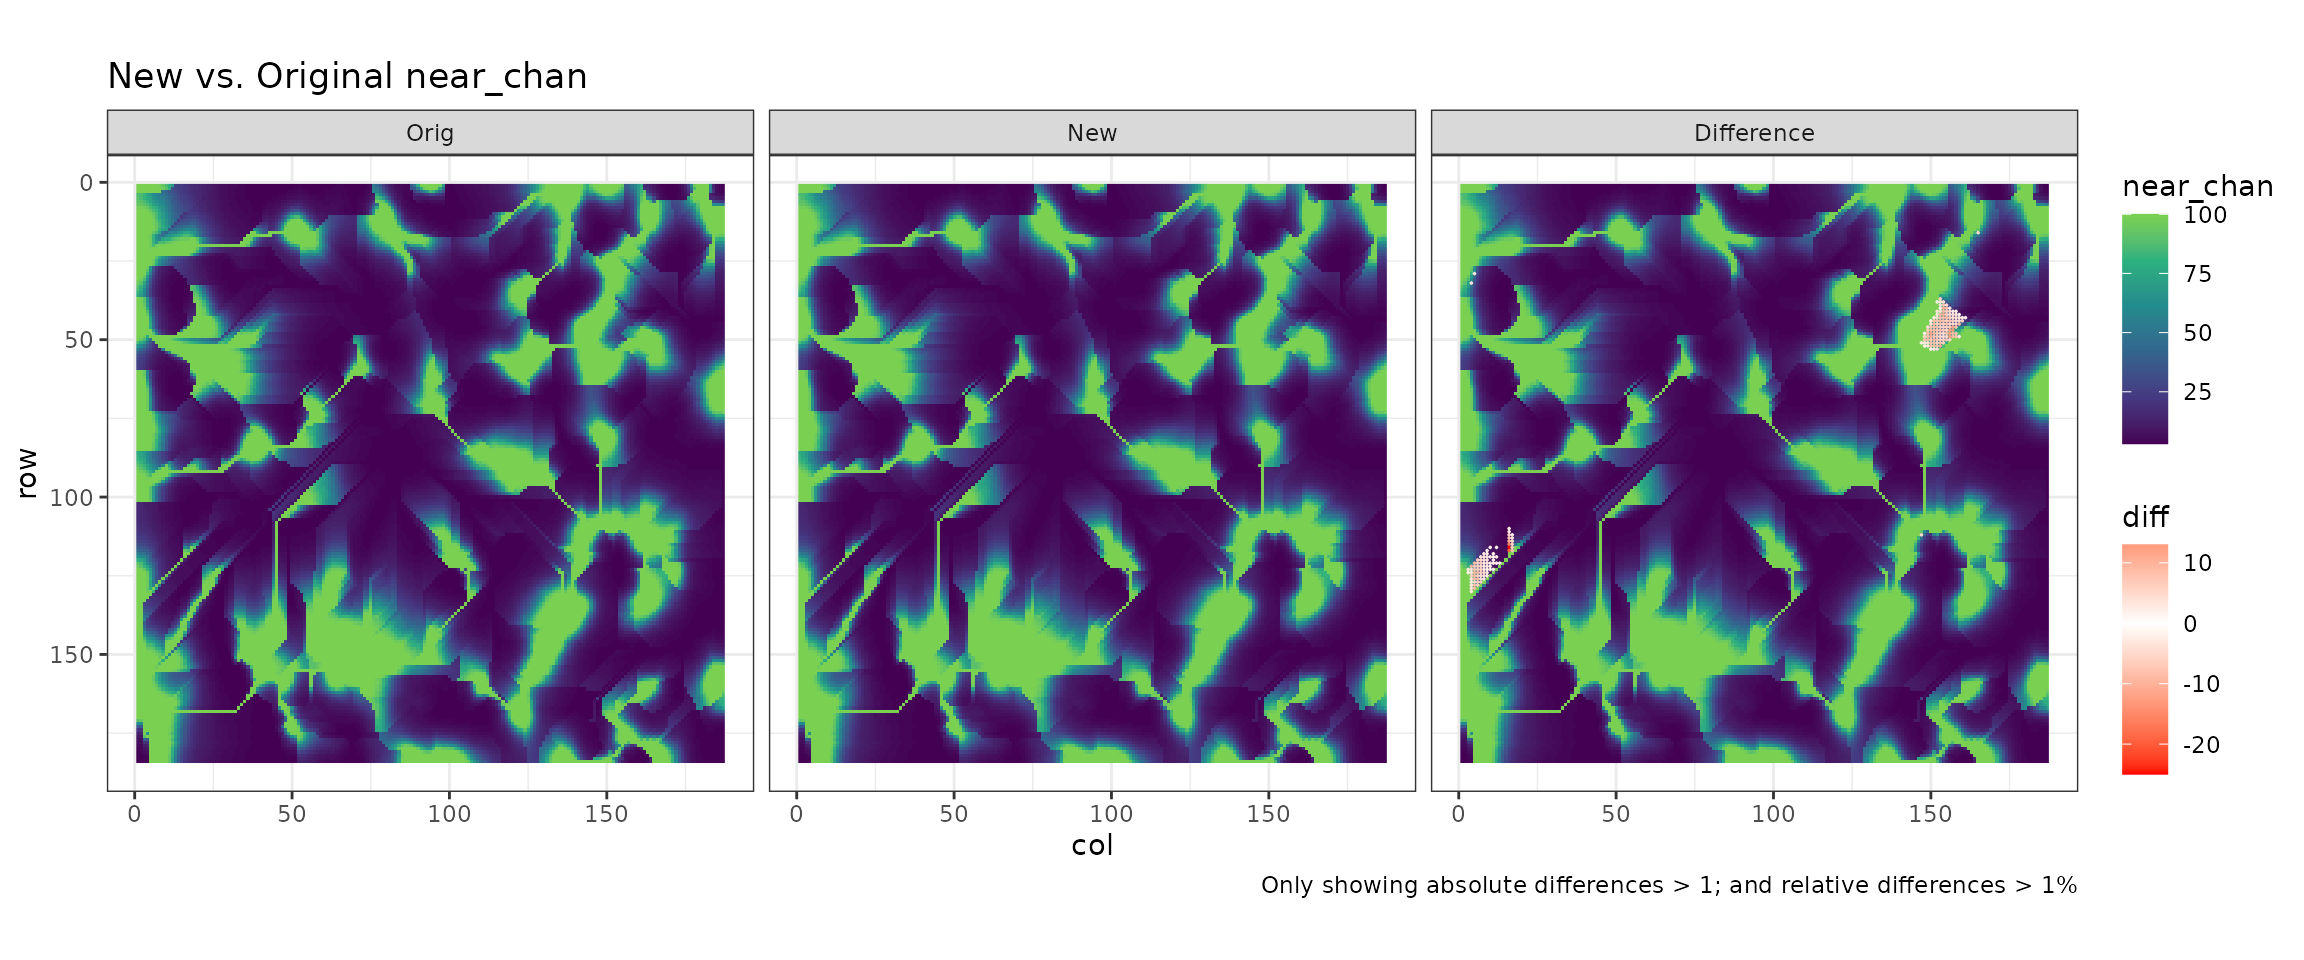 New vs. Original near_chan
Orig
New
Difference
near_chan
100
75
50
25
diff
10
0
-10
-20
row
0
50
100
150
0 50 100 150
0 50 100 150
0 50 100 150
col
Only showing absolute differences > 1; and relative differences > 1%